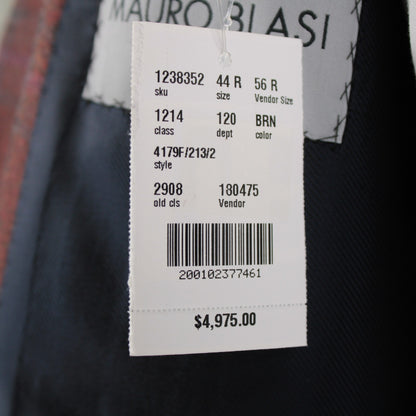 MAURO BLASI
1238352 44 R 56 R
sku size Vendor Size
1214 120 BRN
class dept color
4179F/213/2
style
2908 180475
old cls Vendor
200102377461
$4,975.00